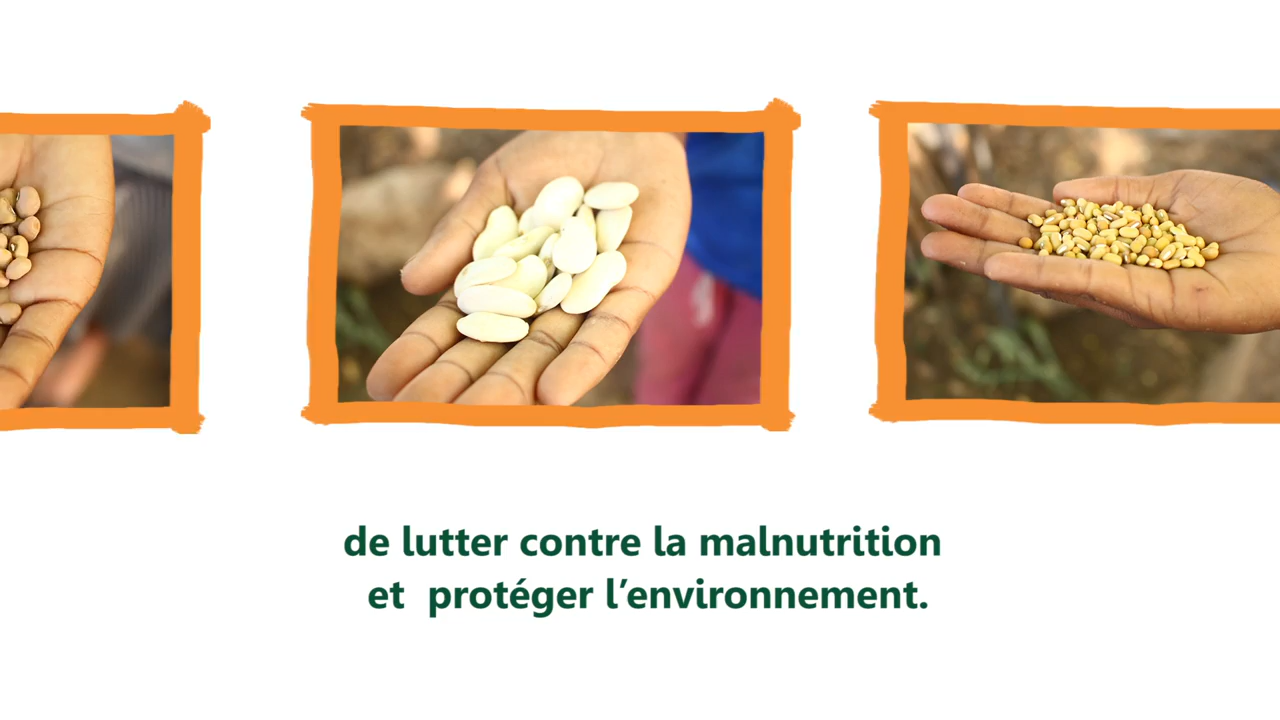 de lutter contre la malnutrition
et protéger l’environnement.